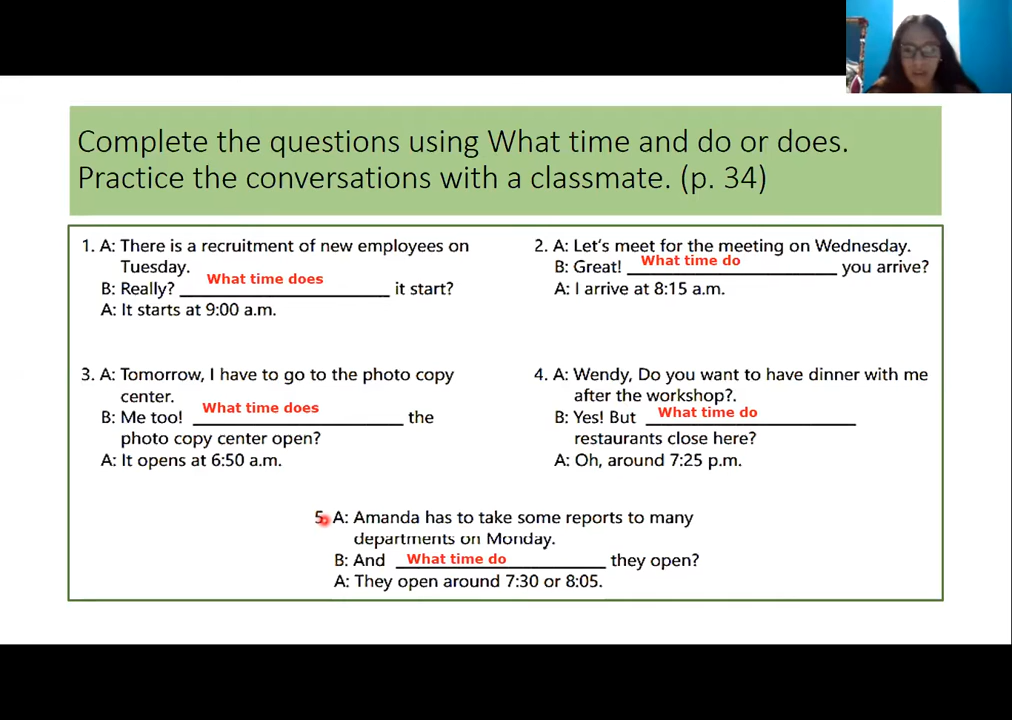 Complete the questions using What time and do or does.
Practice the conversations with a classmate. (p. 34)
1. A: There is a recruitment of new employees on
Tuesday.
B: Really? What time does it start?
A: It starts at 9:00 a.m.
2. A: Let's meet for the meeting on Wednesday.
B: Great! What time do you arrive?
A: I arrive at 8:15 a.m.
3. A: Tomorrow, I have to go to the photo copy
center.
B: Me too! What time does the
photo copy center open?
A: It opens at 6:50 a.m.
4. A: Wendy, Do you want to have dinner with me
after the workshop?.
B: Yes! But What time do
restaurants close here?
A: Oh, around 7:25 p.m.
5. A: Amanda has to take some reports to many
departments on Monday.
B: And What time do they open?
A: They open around 7:30 or 8:05.